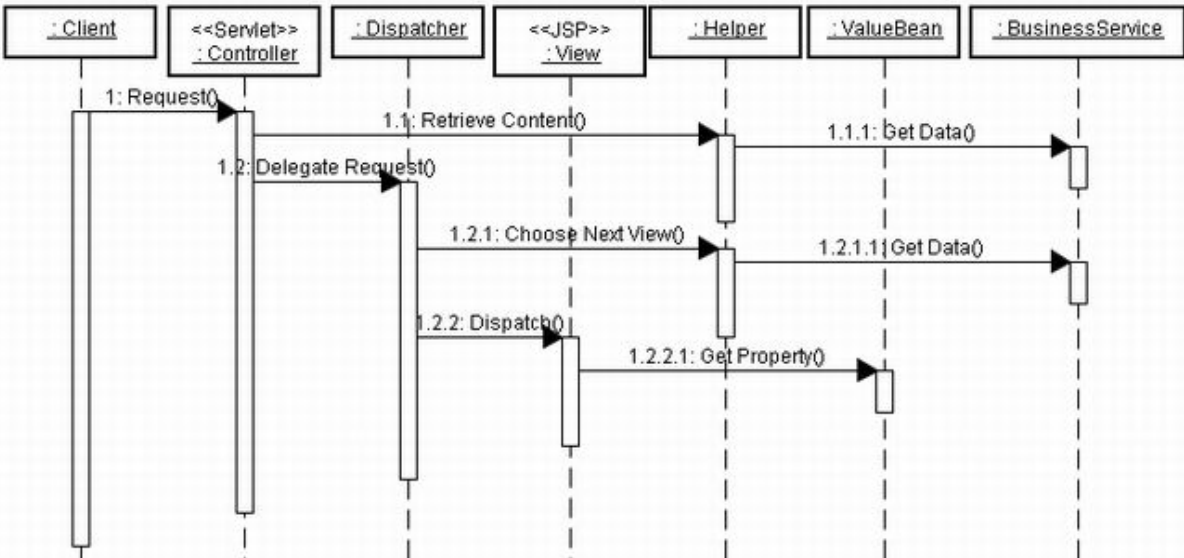 : Client
<<Servlet>>
: Controller
: Dispatcher
<<JSP>>
: View
: Helper
: ValueBean
: BusinessService
1: Request()
1.1: Retrieve Content()
1.1.1: Get Data()
1.2: Delegate Request()
1.2.1: Choose Next View()
1.2.1.1: Get Data()
1.2.2: Dispatch()
1.2.2.1: Get Property()